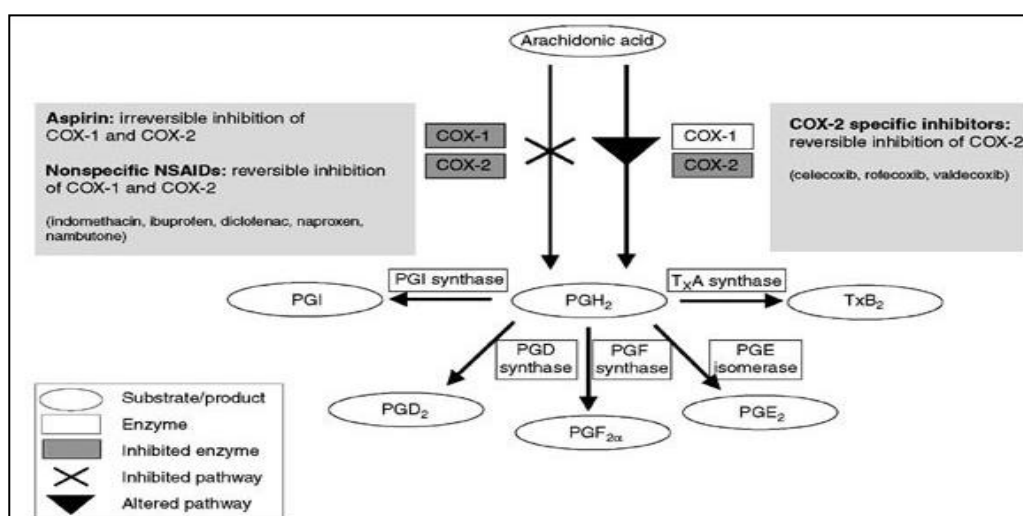 Arachidonic acid
Aspirin: irreversible inhibition of
COX-1 and COX-2
Nonspecific NSAIDs: reversible inhibition
of COX-1 and COX-2
(indomethacin, ibuprofen, diclofenac, naproxen,
nambutone)
COX-1
COX-2
COX-1
COX-2
COX-2 specific inhibitors:
reversible inhibition of COX-2
(celecoxib, rofecoxib, valdecoxib)
PGI
PGI synthase
PGH2
TXA synthase
TxB2
PGD
synthase
PGF
synthase
PGE
isomerase
PGD2
PGF2α
PGE2
Substrate/product
Enzyme
Inhibited enzyme
Inhibited pathway
Altered pathway